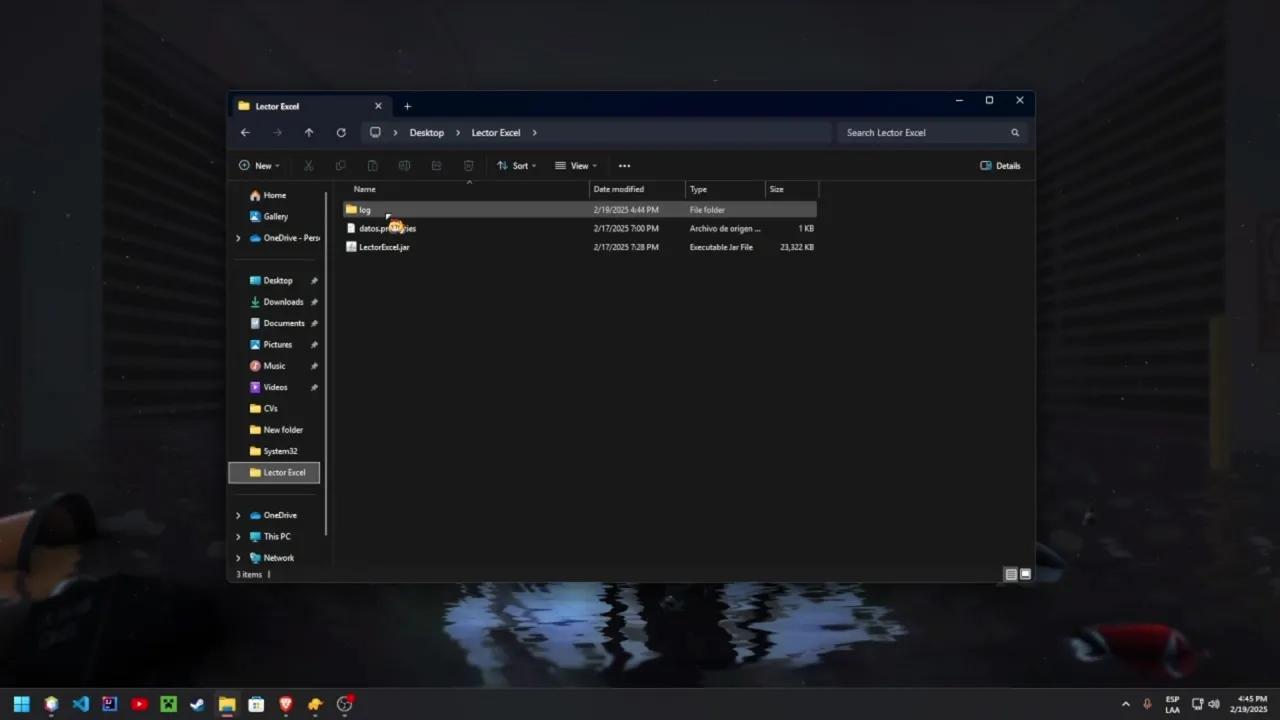 Lector Excel
Desktop
Lector Excel
Search Lector Excel
New
Sort
View
Details
Name
Date modified
Type
Size
log
2/19/2025 4:44 PM
File folder
2/17/2025 7:00 PM
Archivo de origen ...
1 KB
LectorExcel.jar
2/17/2025 7:28 PM
Executable Jar File
23,322 KB
Home
Gallery
OneDrive - Pers
Desktop
Downloads
Documents
Pictures
Music
Videos
CVs
New folder
System32
Lector Excel
OneDrive
This PC
Network
3 items
ESP
LAA
4:45 PM
2/19/2025